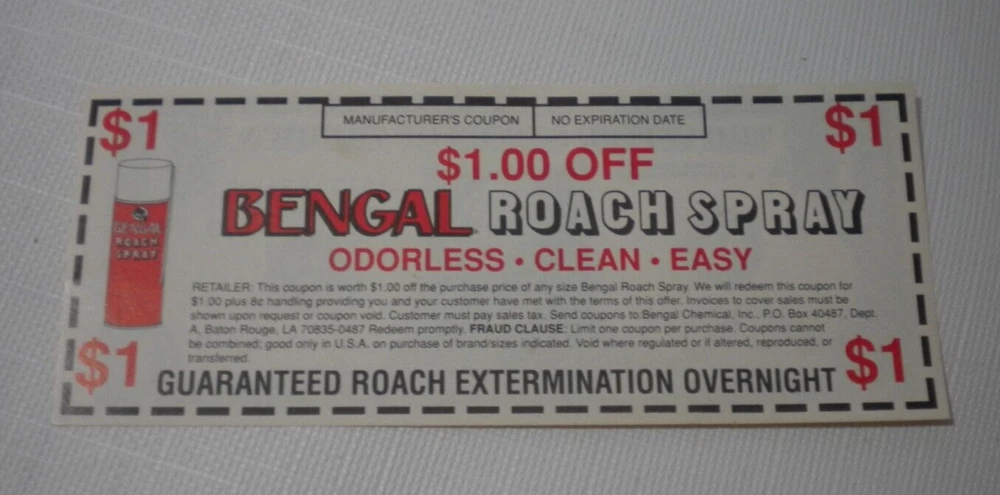 $1
MANUFACTURER'S COUPON
NO EXPIRATION DATE
$1
$1.00 OFF
BENGAL ROACH SPRAY
BENGAL
ROACH
SPRAY
ODORLESS • CLEAN • EASY
RETAILER: This coupon is worth $1.00 off the purchase price of any size Bengal Roach Spray. We will redeem this coupon for
$1.00 plus 8¢ handling providing you and your customer have met with the terms of this offer. Invoices to cover sales must be
shown upon request or coupon void. Customer must pay sales tax. Send coupons to:Bengal Chemical, Inc., P.O. Box 40487, Dept.
A, Baton Rouge, LA 70835-0487 Redeem promptly. FRAUD CLAUSE: Limit one coupon per purchase. Coupons cannot
be combined; good only in U.S.A. on purchase of brand/sizes indicated. Void where regulated or if altered, reproduced, or
transferred.
$1
GUARANTEED ROACH EXTERMINATION OVERNIGHT
$1